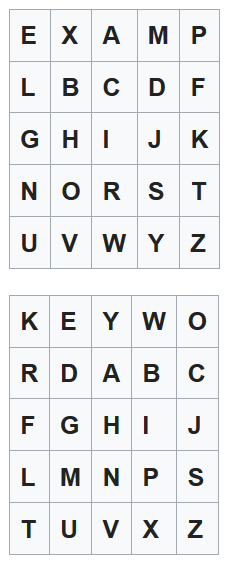 E X A M P
L B C D F
G H I J K
N O R S T
U V W Y Z
K E Y W O
R D A B C
F G H I J
L M N P S
T U V X Z